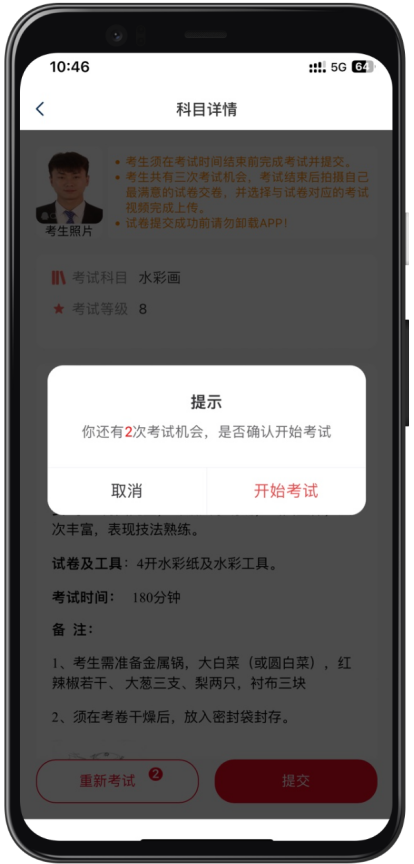 10:46
5G 64
科目详情
考生须在考试时间结束前完成考试并提交。
考生共有三次考试机会，考试结束后拍摄自己
最满意的试卷交卷，并选择与试卷对应的考试
视频完成上传。
试卷提交成功前请勿卸载APP！
考生照片
考试科目 水彩画
考试等级 8
提示
你还有2次考试机会，是否确认开始考试
取消
开始考试
次丰富，表现技法熟练。
试卷及工具：4开水彩纸及水彩工具。
考试时间： 180分钟
备 注：
1、考生需准备金属锅，大白菜（或圆白菜），红
辣椒若干、大葱三支、梨两只，衬布三块
2、须在考卷干燥后，放入密封袋封存。
重新考试 2
提交